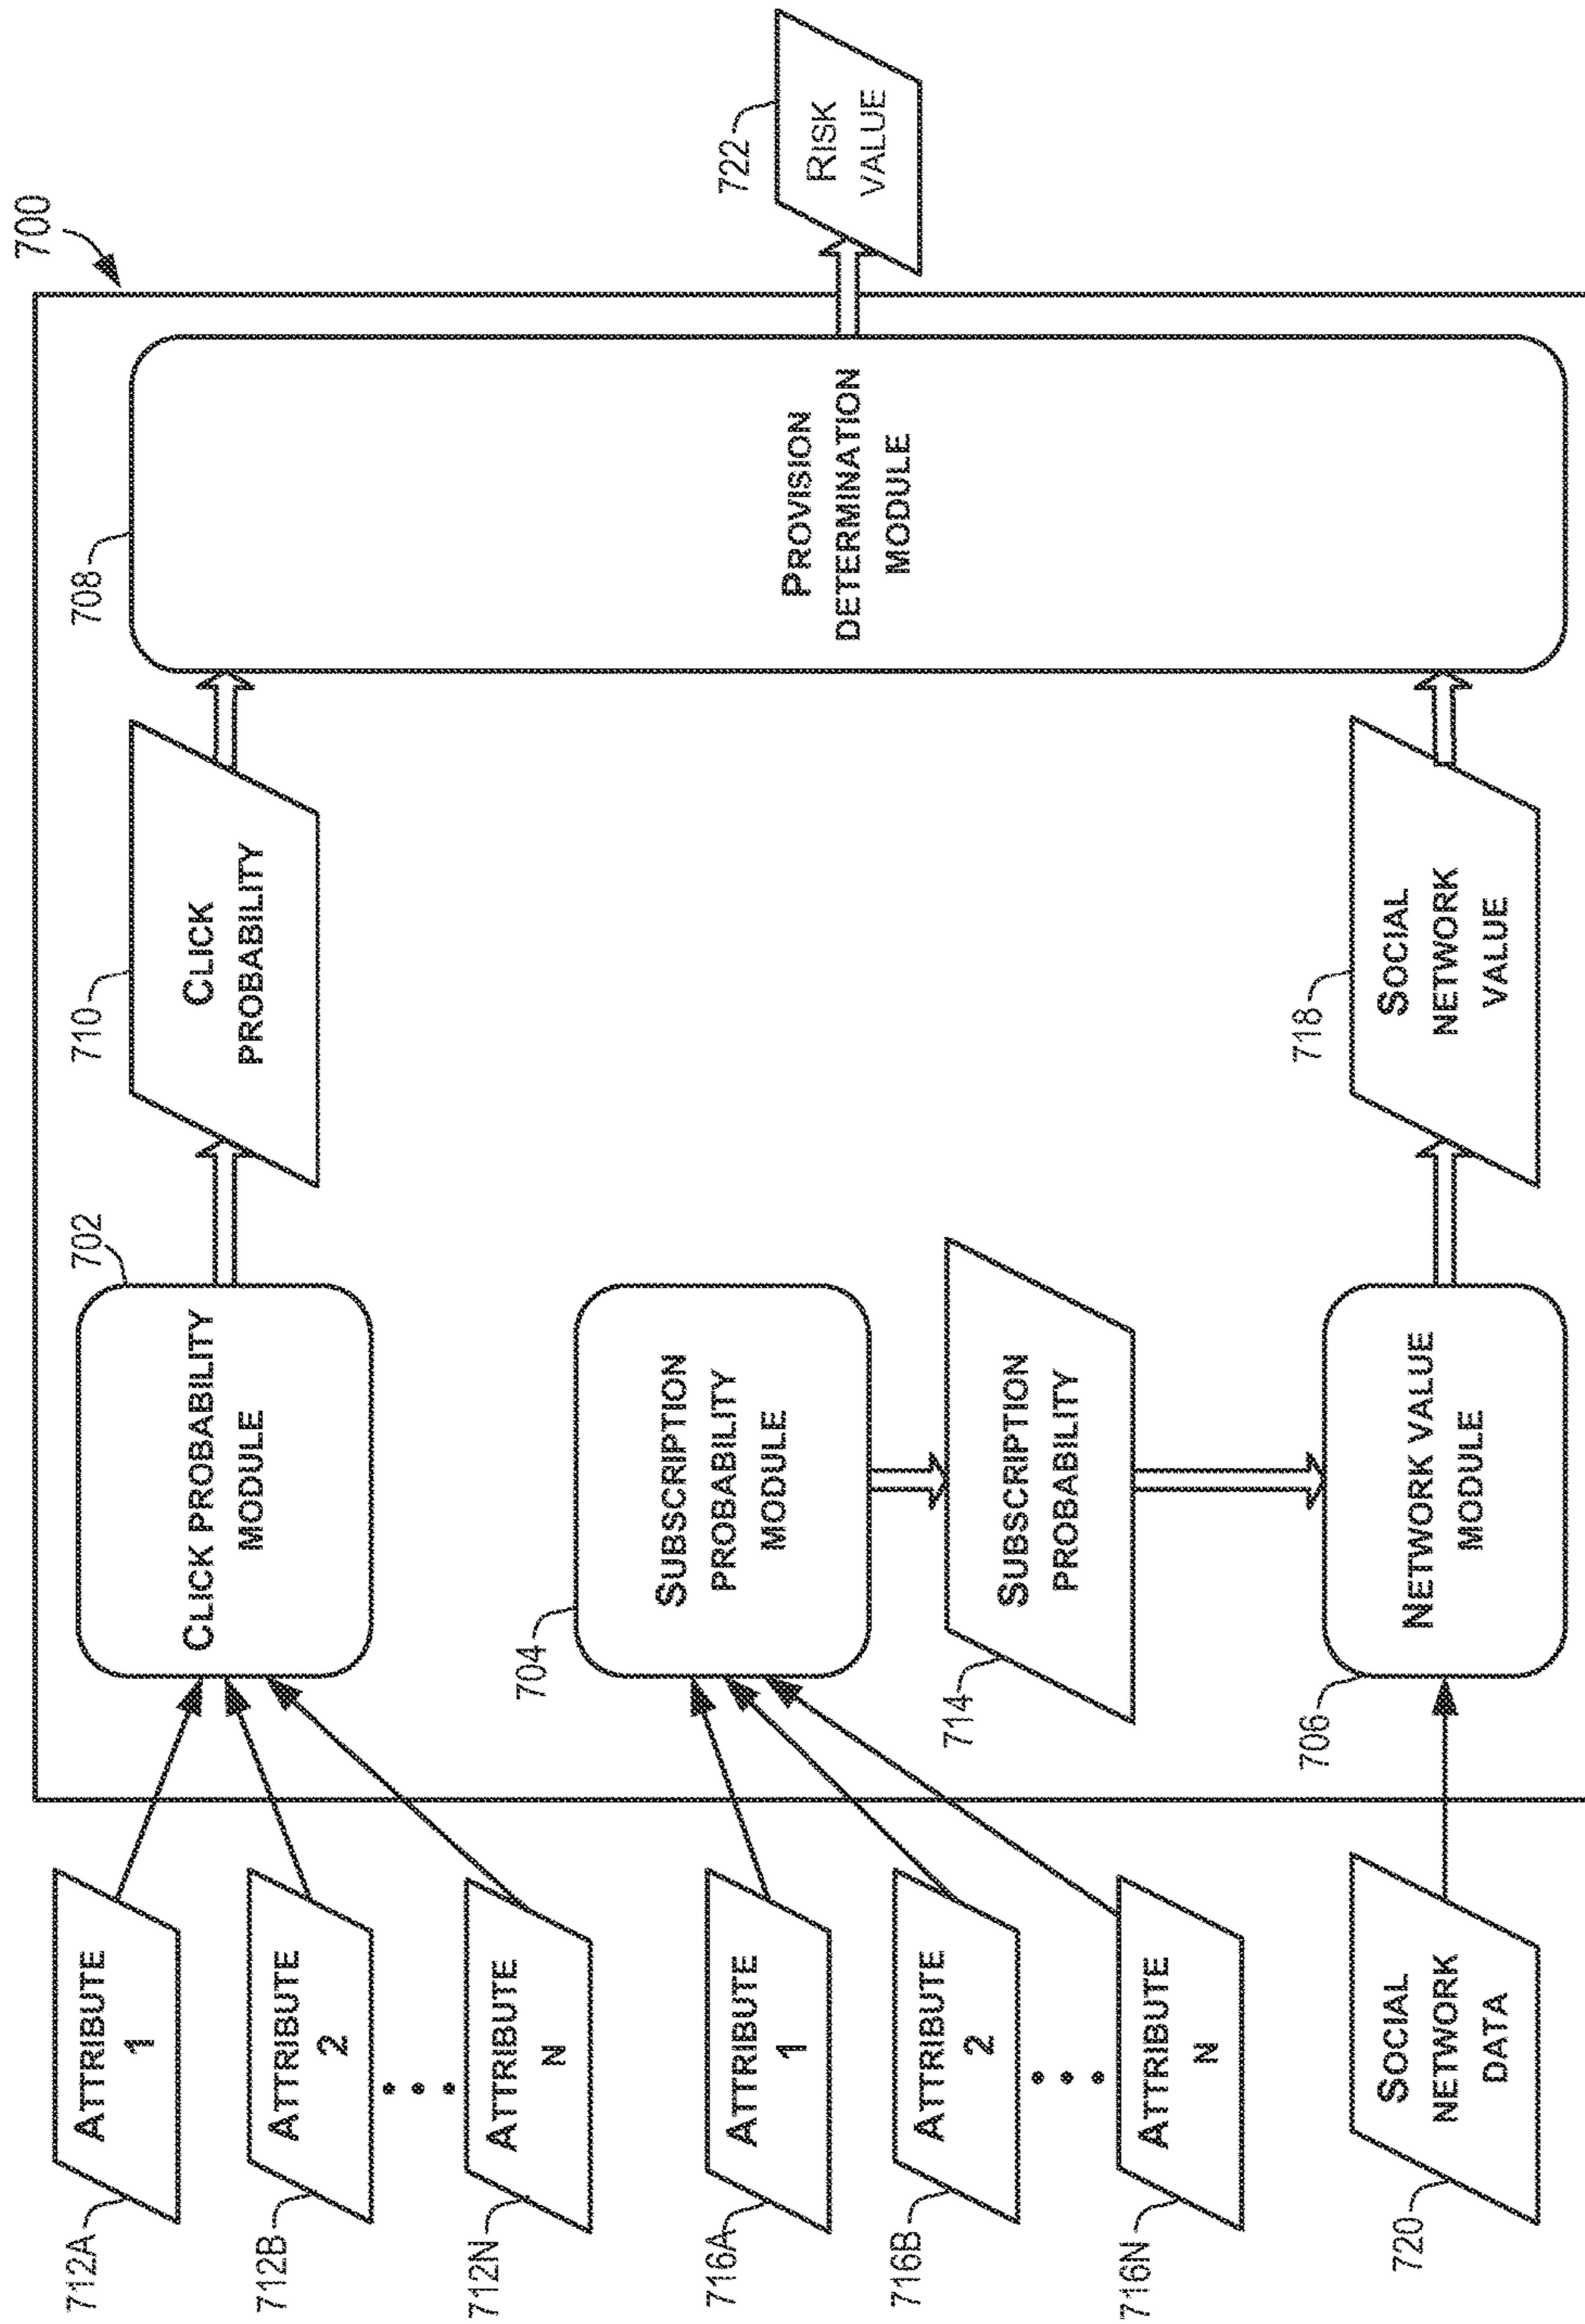 700
712A
ATTRIBUTE
1
712B
ATTRIBUTE
2
712N
ATTRIBUTE
N
702
CLICK PROBABILITY
MODULE
710
CLICK
PROBABILITY
708
PROVISION
DETERMINATION
MODULE
722
RISK
VALUE
716A
ATTRIBUTE
1
716B
ATTRIBUTE
2
716N
ATTRIBUTE
N
704
SUBSCRIPTION
PROBABILITY
MODULE
714
SUBSCRIPTION
PROBABILITY
720
SOCIAL
NETWORK
DATA
706
NETWORK VALUE
MODULE
718
SOCIAL
NETWORK
VALUE